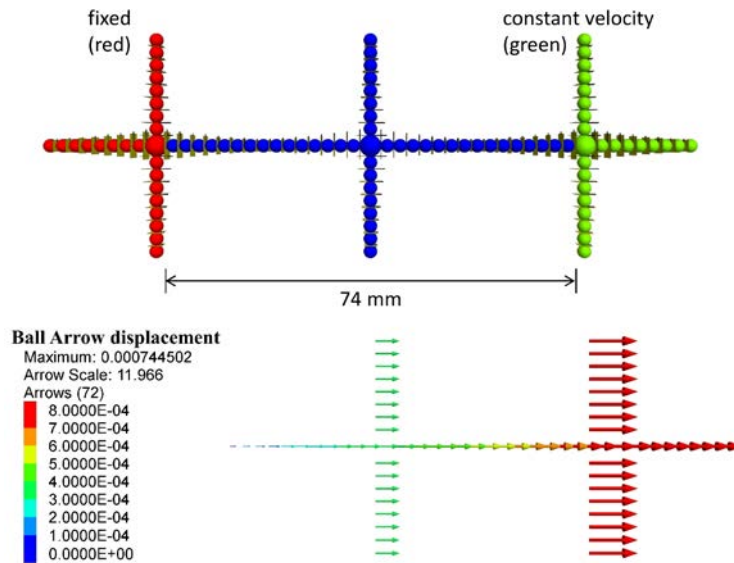 fixed
(red)
constant velocity
(green)
74 mm
Ball Arrow displacement
Maximum: 0.000744502
Arrow Scale: 11.966
Arrows (72)
8.0000E-04
7.0000E-04
6.0000E-04
5.0000E-04
4.0000E-04
3.0000E-04
2.0000E-04
1.0000E-04
0.0000E+00